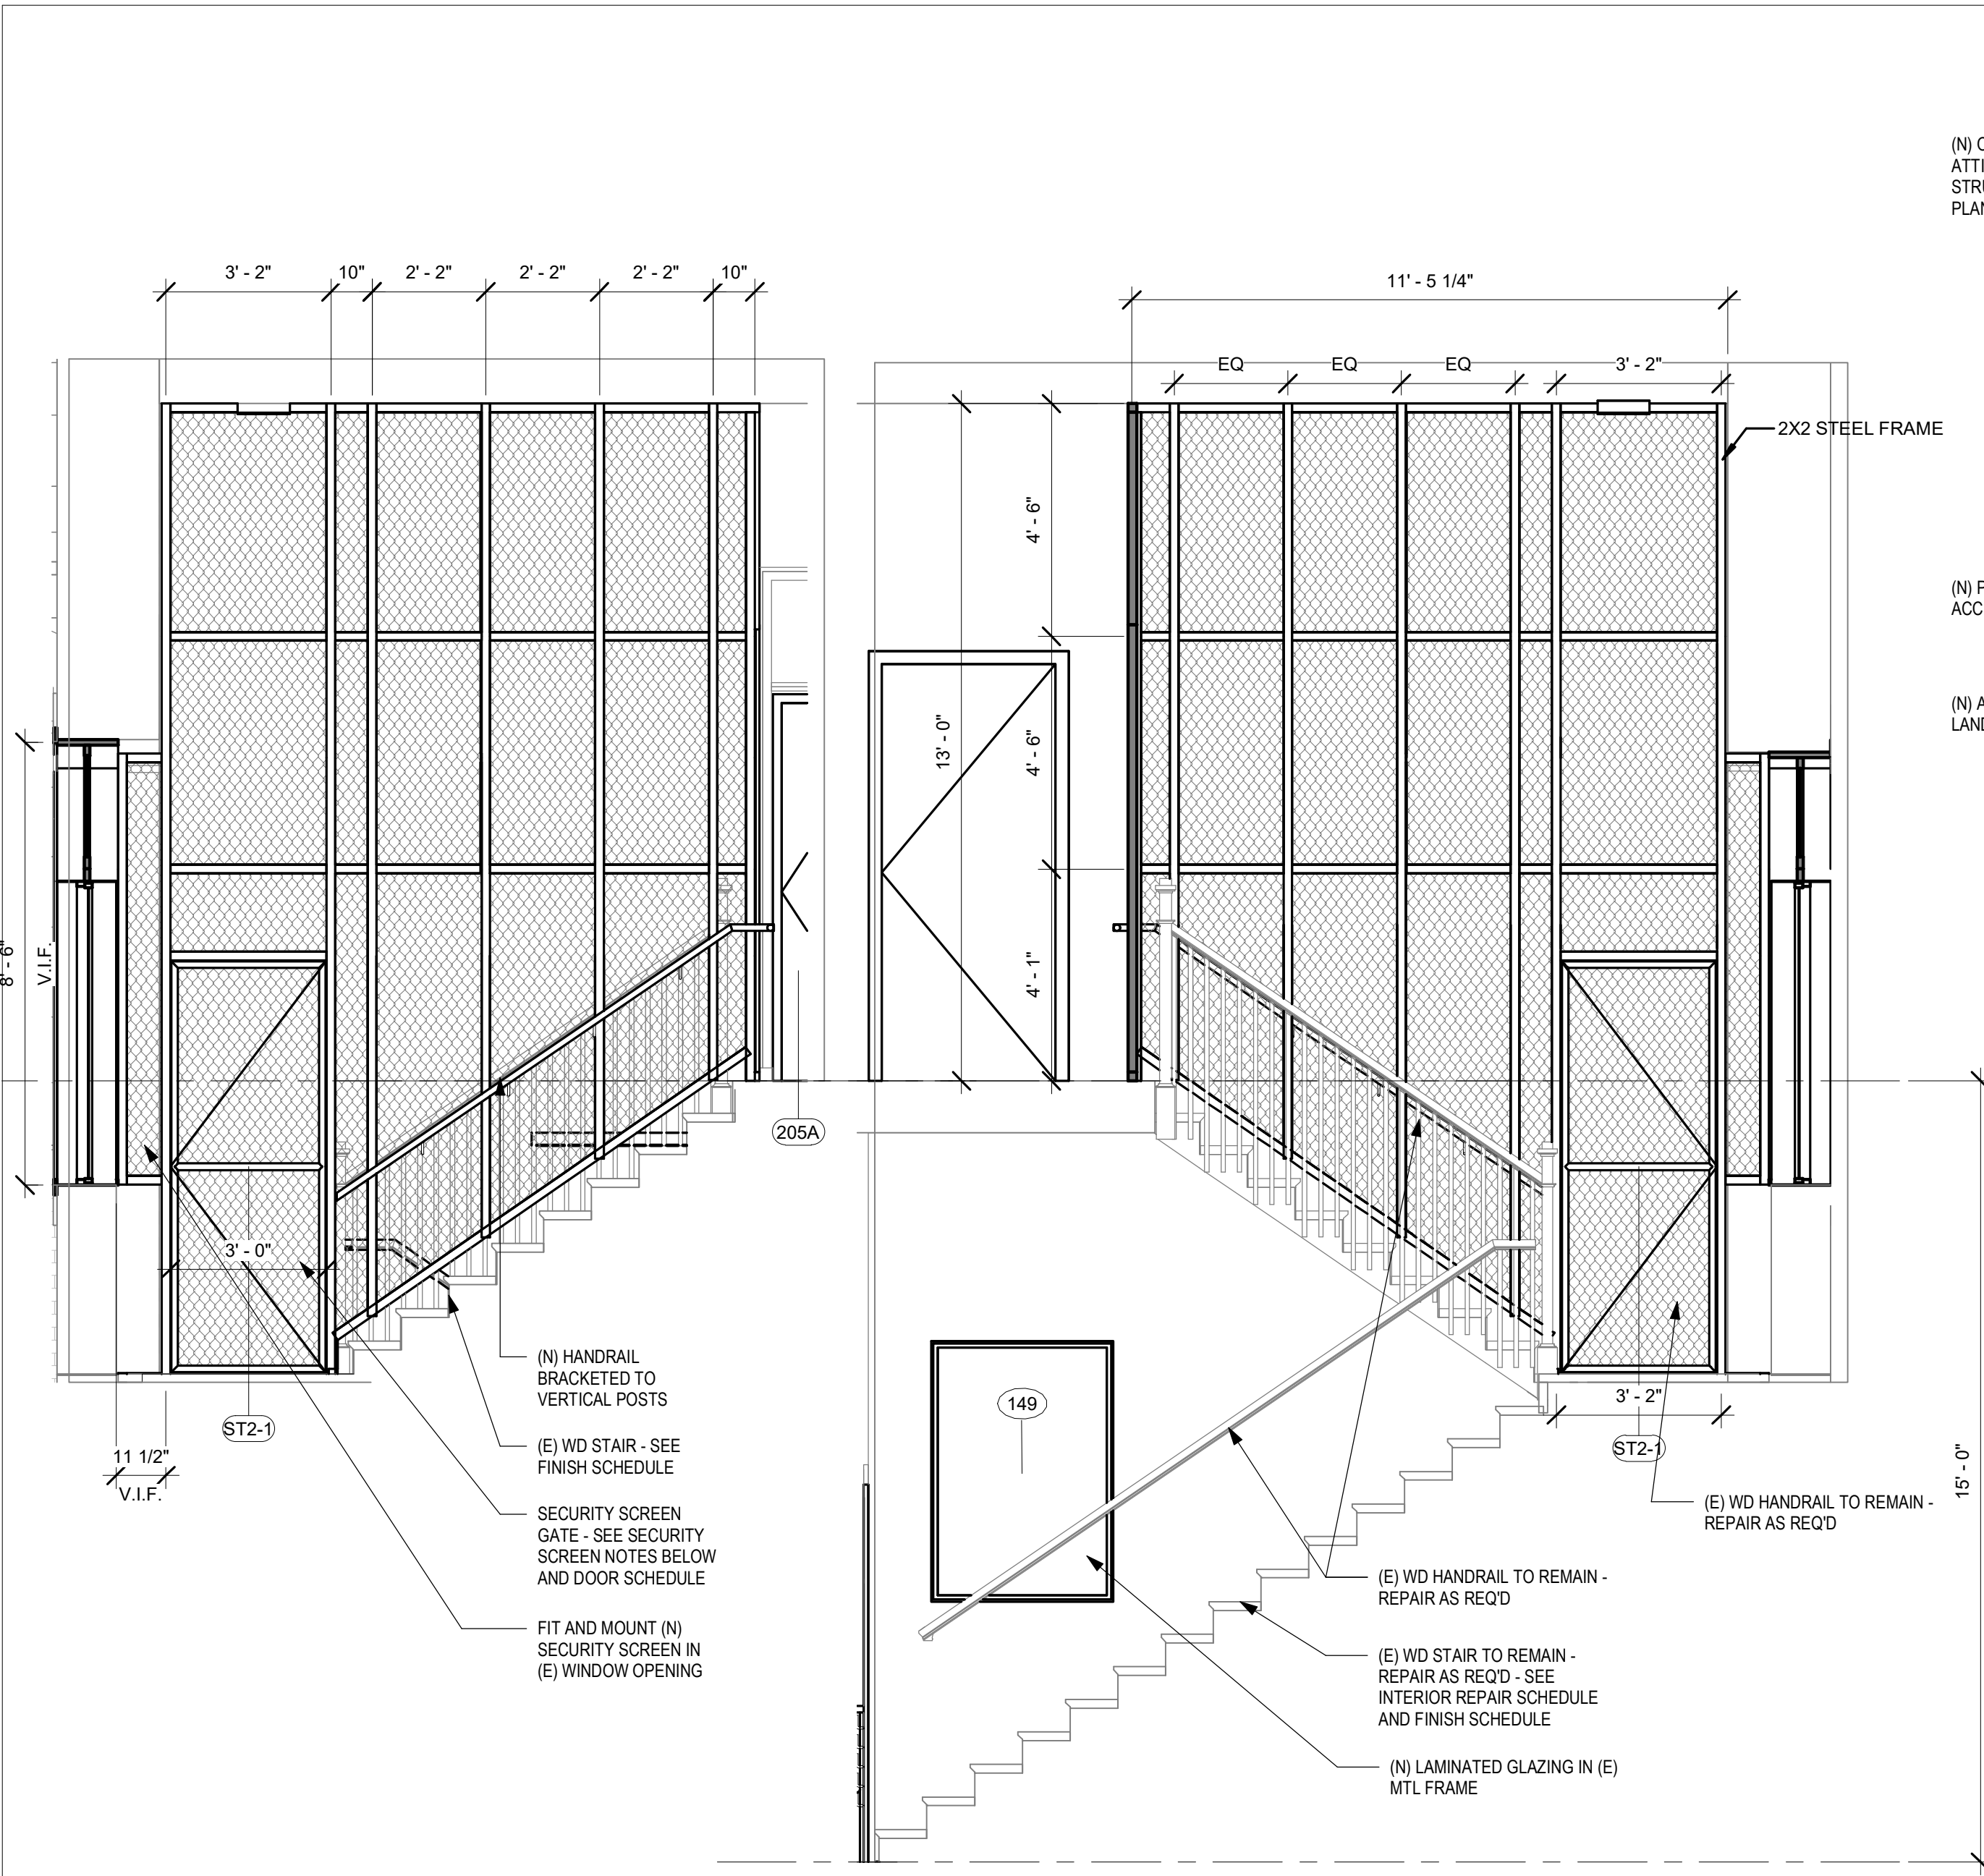 3' - 2"
10"
2' - 2"
2' - 2"
2' - 2"
10"
8' - 6"
V.I.F.
3' - 0"
ST2-1
11 1/2"
V.I.F.
205A
(N) HANDRAIL
BRACKETED TO
VERTICAL POSTS
(E) WD STAIR - SEE
FINISH SCHEDULE
SECURITY SCREEN
GATE - SEE SECURITY
SCREEN NOTES BELOW
AND DOOR SCHEDULE
FIT AND MOUNT (N)
SECURITY SCREEN IN
(E) WINDOW OPENING
11' - 5 1/4"
EQ
EQ
EQ
3' - 2"
2X2 STEEL FRAME
13' - 0"
4' - 6"
4' - 6"
4' - 1"
149
3' - 2"
ST2-1
(E) WD HANDRAIL TO REMAIN -
REPAIR AS REQ'D
(E) WD HANDRAIL TO REMAIN -
REPAIR AS REQ'D
(E) WD STAIR TO REMAIN -
REPAIR AS REQ'D - SEE
INTERIOR REPAIR SCHEDULE
AND FINISH SCHEDULE
(N) LAMINATED GLAZING IN (E)
MTL FRAME
15' - 0"
(N)
(N)
(N)